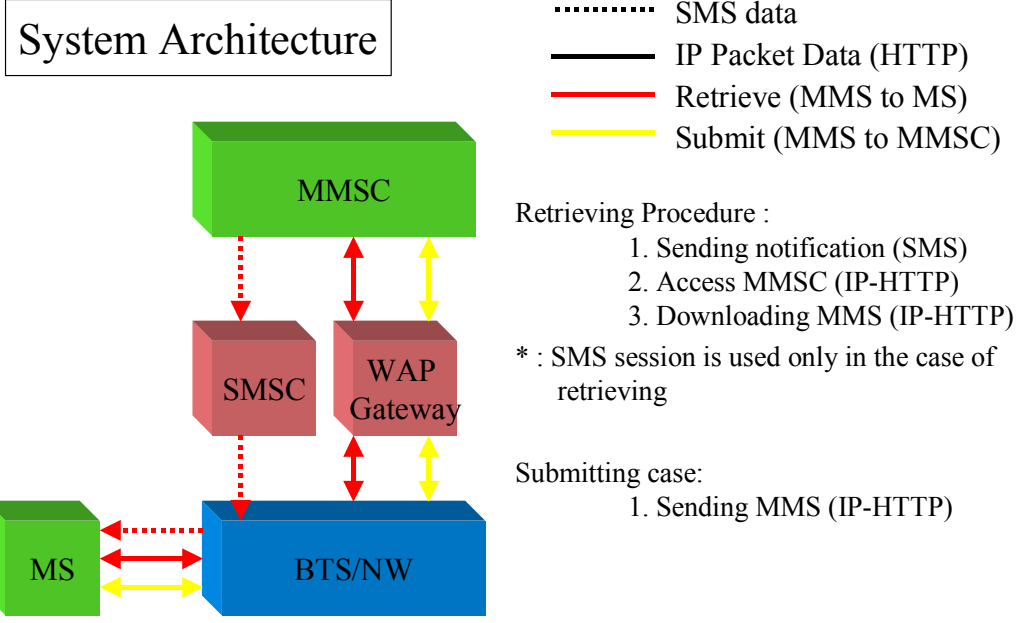 System Architecture
SMS data
IP Packet Data (HTTP)
Retrieve (MMS to MS)
Submit (MMS to MMSC)
MMSC
SMSC
WAP
Gateway
MS
BTS/NW
Retrieving Procedure :
1. Sending notification (SMS)
2. Access MMSC (IP-HTTP)
3. Downloading MMS (IP-HTTP)
* : SMS session is used only in the case of
retrieving
Submitting case:
1. Sending MMS (IP-HTTP)